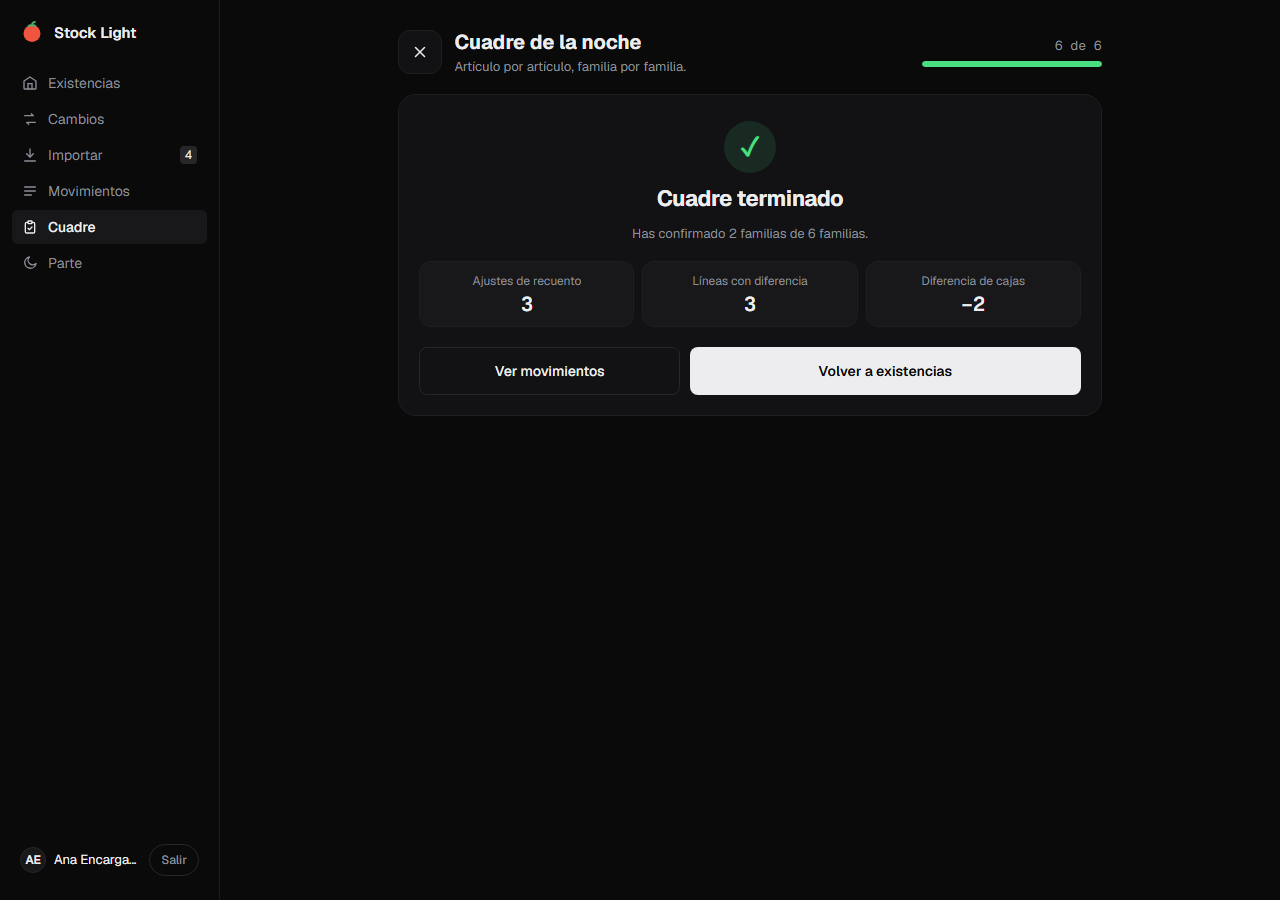 Stock Light
Existencias
Cambios
Importar 4
Movimientos
Cuadre
Parte
AE Ana Encarga... Salir
Cuadre de la noche
Artículo por artículo, familia por familia.
6 de 6
Cuadre terminado
Has confirmado 2 familias de 6 familias.
Ajustes de recuento
3
Líneas con diferencia
3
Diferencia de cajas
−2
Ver movimientos
Volver a existencias